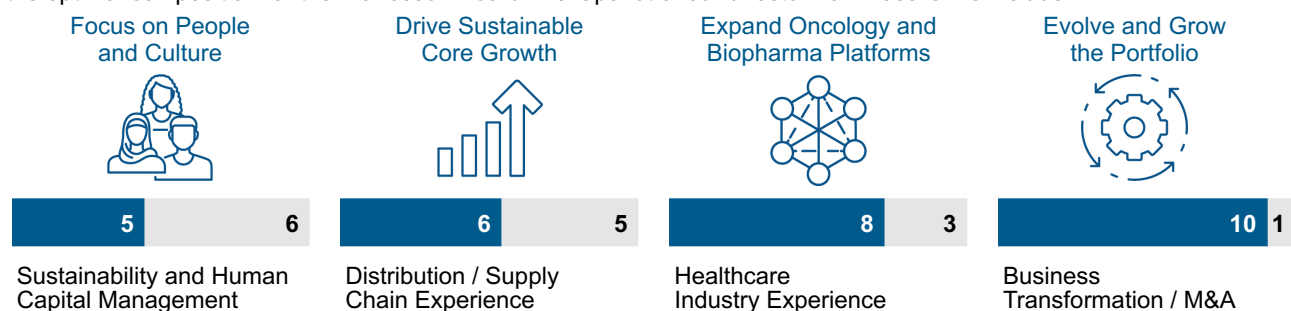 Focus on People
and Culture
Drive Sustainable
Core Growth
Expand Oncology and
Biopharma Platforms
Evolve and Grow
the Portfolio
5 6
6 5
8 3
10 1
Sustainability and Human
Capital Management
Distribution / Supply
Chain Experience
Healthcare
Industry Experience
Business
Transformation / M&A